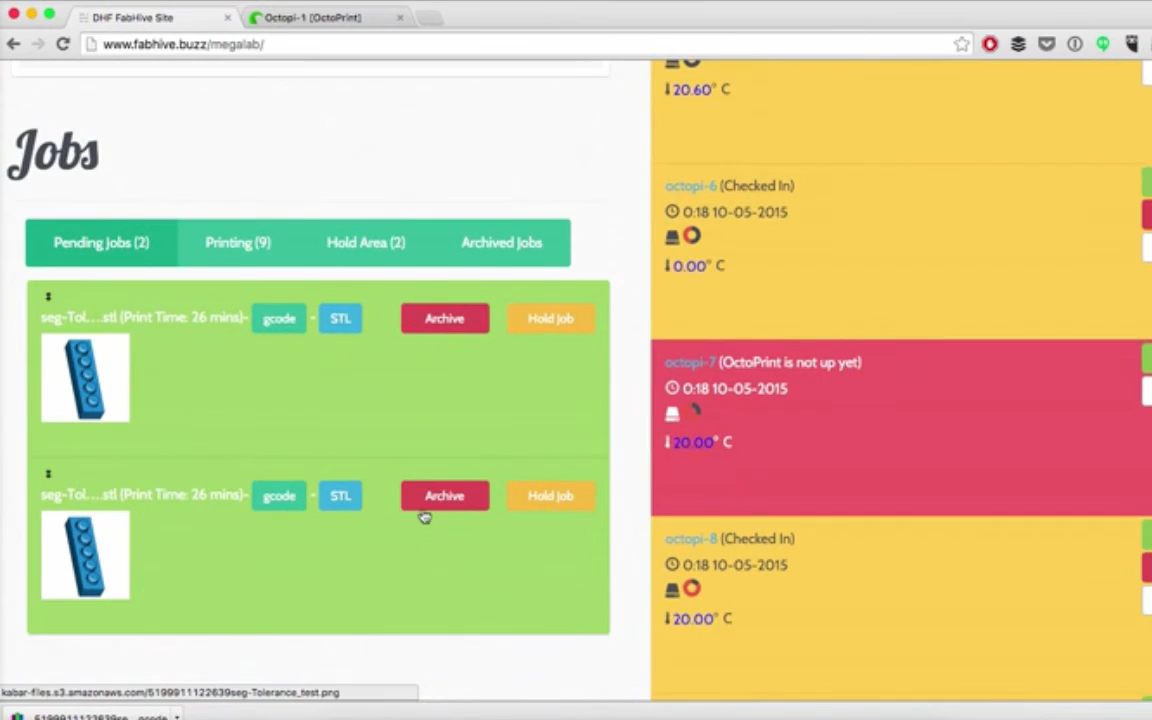 DHF FabHive Site
Octopi-1 [OctoPrint]
www.fabhive.buzz/megalab/
Jobs
Pending Jobs (2)
Printing (9)
Hold Area (2)
Archived Jobs
seg-Tol....stl (Print Time: 26 mins)- gcode - STL
Archive
Hold Job
seg-Tol....stl (Print Time: 26 mins)- gcode - STL
Archive
Hold Job
20.60° C
octopi-6 (Checked In)
0:18 10-05-2015
0.00° C
octopi-7 (OctoPrint is not up yet)
0:18 10-05-2015
20.00° C
octopi-8 (Checked In)
0:18 10-05-2015
20.00° C
kabar-files.s3.amazonaws.com/5199911122639seg-Tolerance_test.png
5199911122639se....gcode